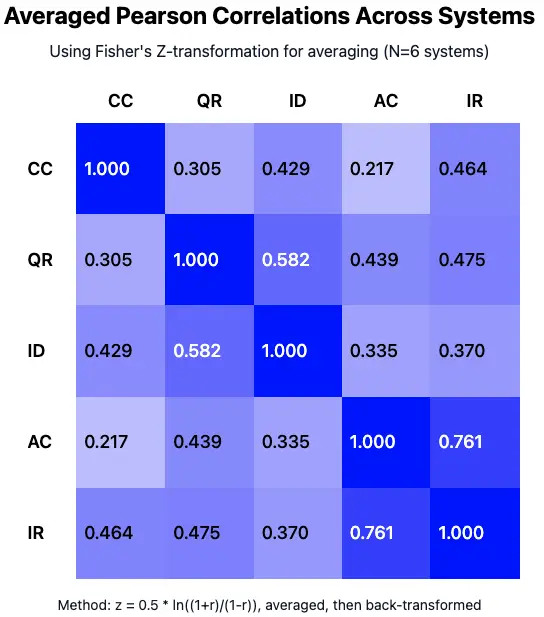 Averaged Pearson Correlations Across Systems
Using Fisher's Z-transformation for averaging (N=6 systems)
CC QR ID AC IR
CC 1.000 0.305 0.429 0.217 0.464
QR 0.305 1.000 0.582 0.439 0.475
ID 0.429 0.582 1.000 0.335 0.370
AC 0.217 0.439 0.335 1.000 0.761
IR 0.464 0.475 0.370 0.761 1.000
Method: z = 0.5 * ln((1+r)/(1-r)), averaged, then back-transformed